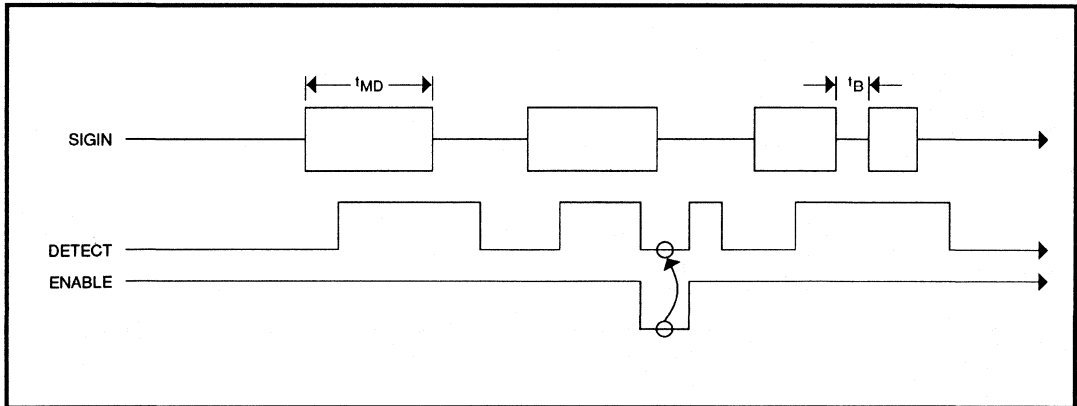 tMD
tB
SIGIN
DETECT
ENABLE